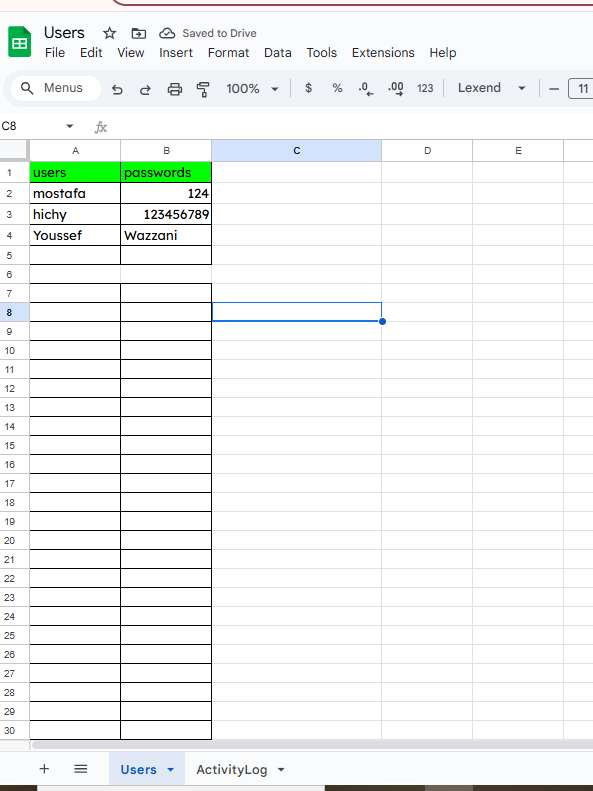 Users Saved to Drive
File Edit View Insert Format Data Tools Extensions Help
Menus 100% $ % .0 .00 123 Lexend 11
C8 fx
A B C D E
1 users passwords
2 mostafa 124
3 hichy 123456789
4 Youssef Wazzani
5
6
7
8
9
10
11
12
13
14
15
16
17
18
19
20
21
22
23
24
25
26
27
28
29
30
Users ActivityLog